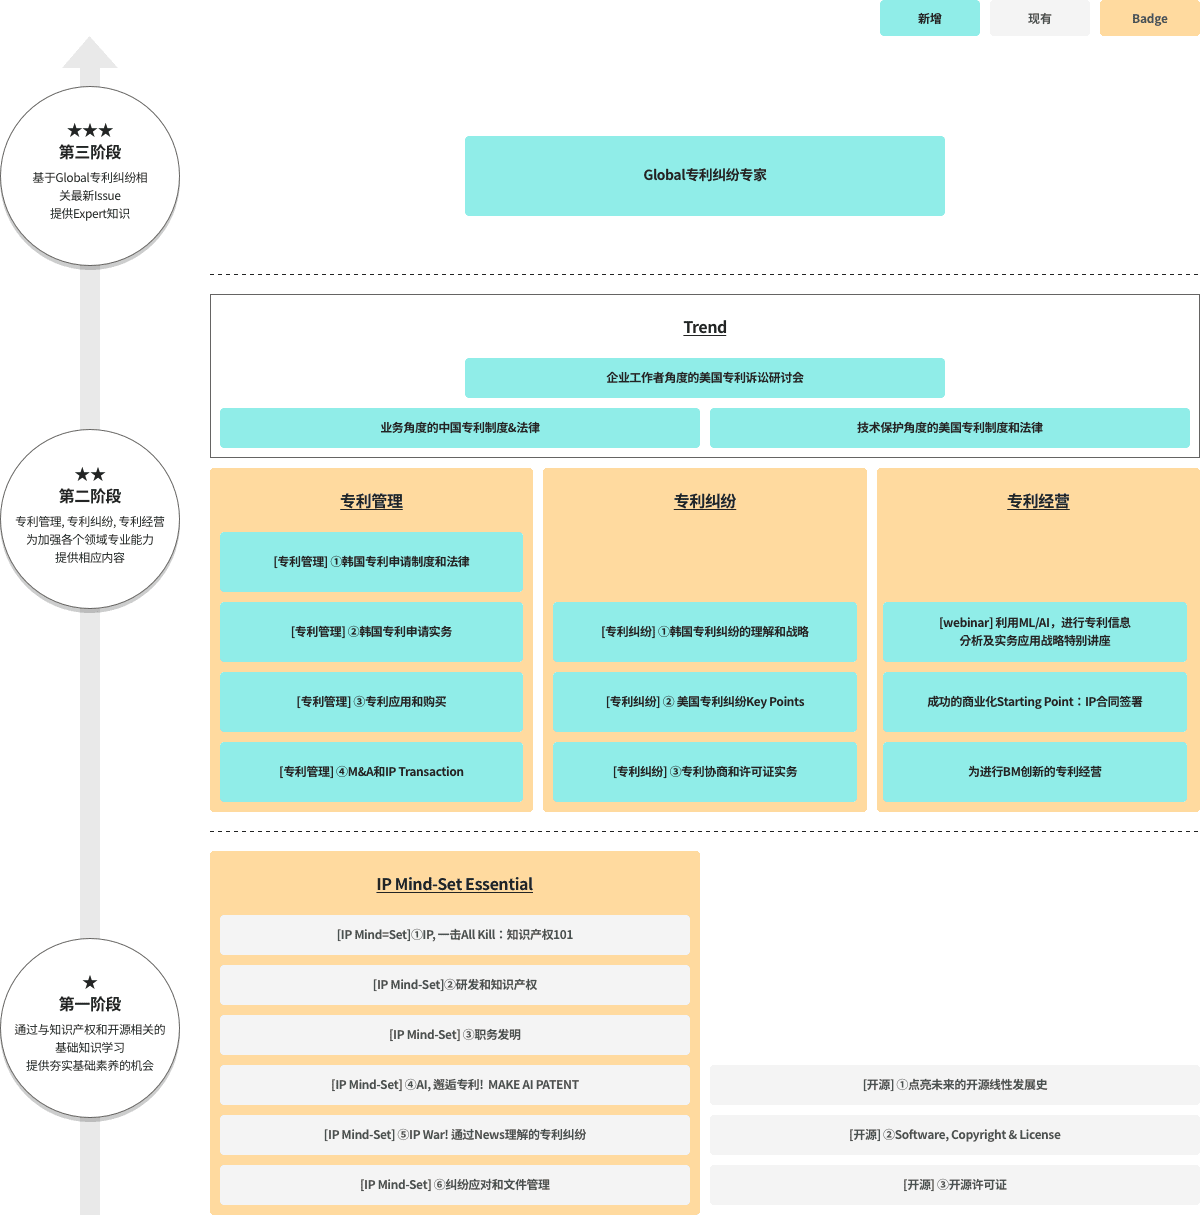 新增
现有
Badge
★★★
第三阶段
基于Global专利纠纷相
关最新Issue
提供Expert知识
Global专利纠纷专家
Trend
企业工作者角度的美国专利诉讼研讨会
业务角度的中国专利制度&法律
技术保护角度的美国专利制度和法律
★★
第二阶段
专利管理, 专利纠纷, 专利经营
为加强各个领域专业能力
提供相应内容
专利管理
[专利管理] ①韩国专利申请制度和法律
[专利管理] ②韩国专利申请实务
[专利管理] ③专利应用和购买
[专利管理] ④M&A和IP Transaction
专利纠纷
[专利纠纷] ①韩国专利纠纷的理解和战略
[专利纠纷] ② 美国专利纠纷Key Points
[专利纠纷] ③专利协商和许可证实务
专利经营
[webinar] 利用ML/AI，进行专利信息
分析及实务应用战略特别讲座
成功的商业化Starting Point：IP合同签署
为进行BM创新的专利经营
★
第一阶段
通过与知识产权和开源相关的
基础知识学习
提供夯实基础素养的机会
IP Mind-Set Essential
[IP Mind=Set]①IP, 一击All Kill：知识产权101
[IP Mind-Set]②研发和知识产权
[IP Mind-Set] ③职务发明
[IP Mind-Set] ④AI, 邂逅专利！MAKE AI PATENT
[IP Mind-Set] ⑤IP War! 通过News理解的专利纠纷
[IP Mind-Set] ⑥纠纷应对和文件管理
[开源] ①点亮未来的开源线性发展史
[开源] ②Software, Copyright & License
[开源] ③开源许可证